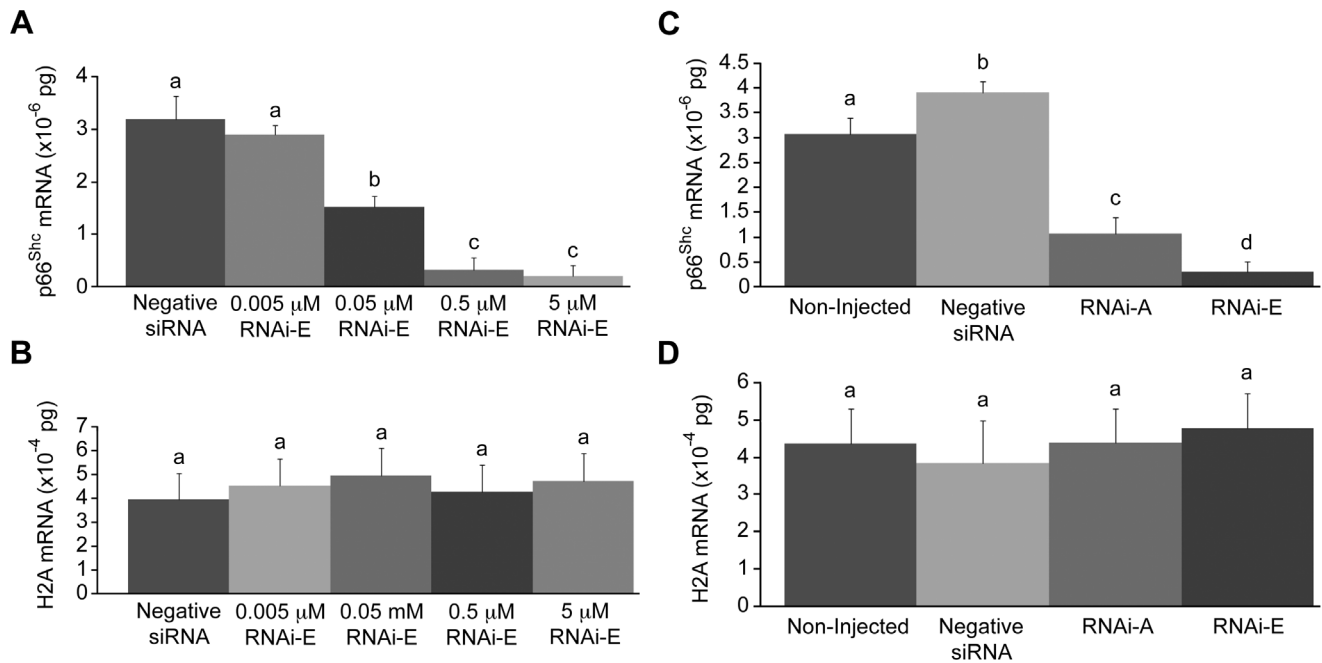 A
p66Shc mRNA (x10-6 pg)
4
3
2
1
0
a
a
b
c
c
Negative siRNA
0.005 μM RNAi-E
0.05 μM RNAi-E
0.5 μM RNAi-E
5 μM RNAi-E
B
H2A mRNA (x10-4 pg)
7
6
5
4
3
2
1
0
a
a
a
a
a
Negative siRNA
0.005 μM RNAi-E
0.05 mM RNAi-E
0.5 μM RNAi-E
5 μM RNAi-E
C
p66Shc mRNA (x10-6 pg)
4.5
4
3.5
3
2.5
2
1.5
1
0.5
0
a
b
c
d
Non-Injected
Negative siRNA
RNAi-A
RNAi-E
D
H2A mRNA (x10-4 pg)
6
5
4
3
2
1
0
a
a
a
a
Non-Injected
Negative siRNA
RNAi-A
RNAi-E